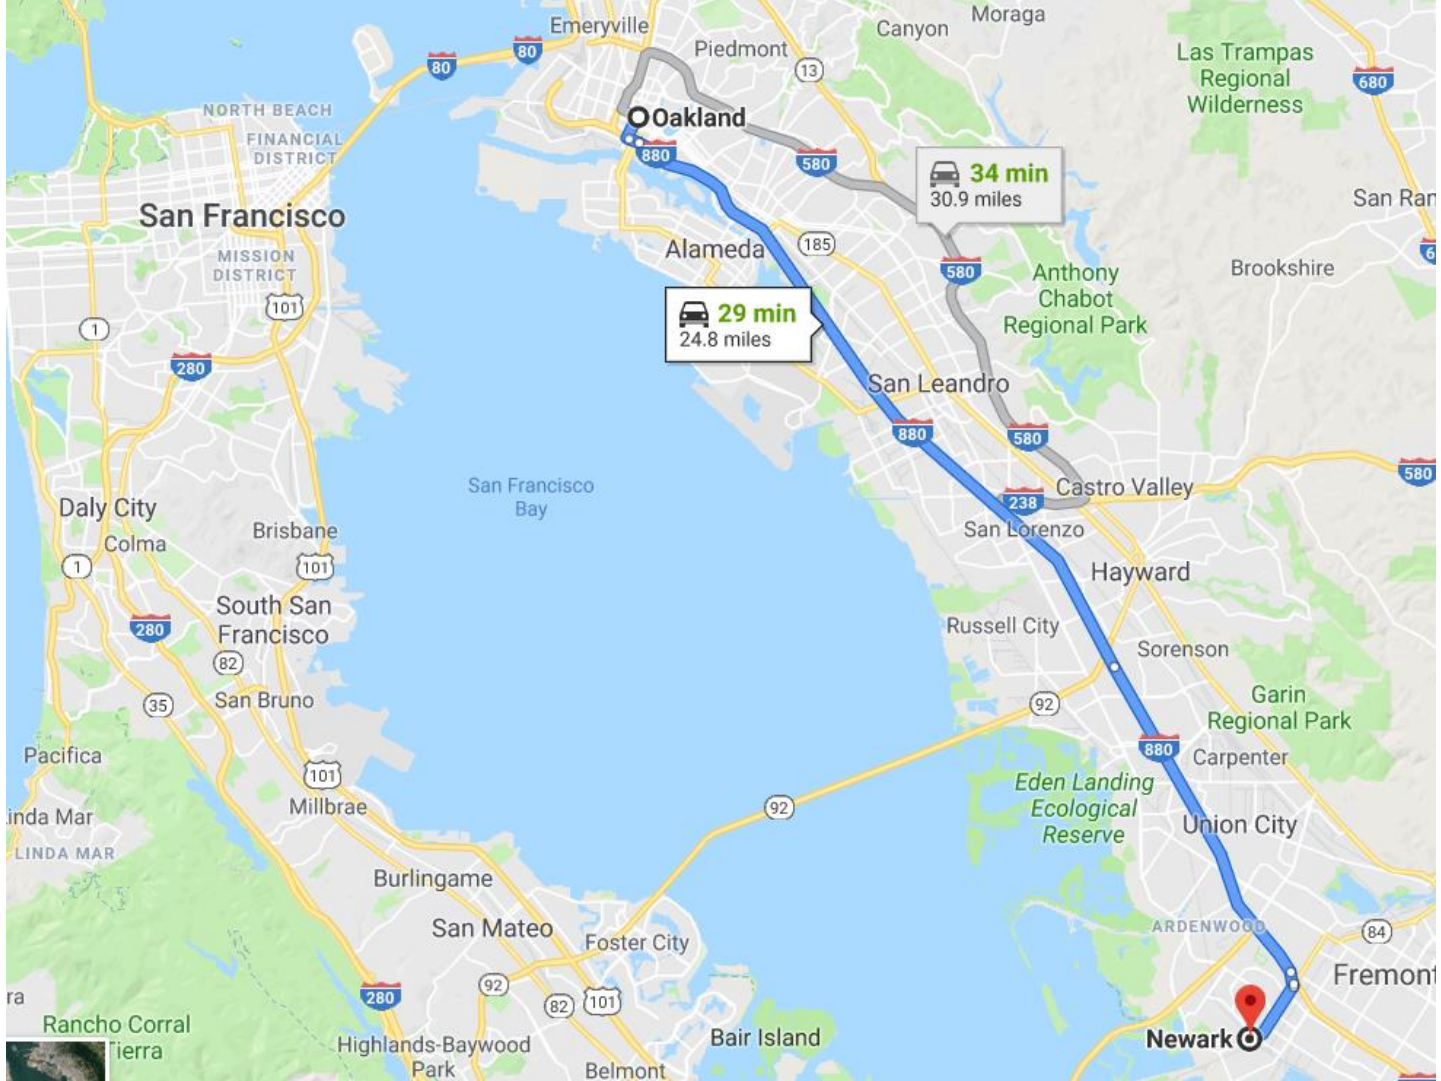 Emeryville
Moraga
Canyon
80
80
Piedmont
13
Las Trampas
Regional
Wilderness
680
NORTH BEACH
FINANCIAL
DISTRICT
Oakland
880
580
34 min
30.9 miles
San Francisco
San Ran
MISSION
DISTRICT
Alameda
185
6
101
580
Brookshire
Anthony
Chabot
Regional Park
29 min
24.8 miles
1
280
San Leandro
880
580
580
San Francisco
Bay
Castro Valley
238
Daly City
San Lorenzo
Colma
Brisbane
1
101
Hayward
South San
Francisco
280
Russell City
82
Sorenson
San Bruno
35
92
Garin
Regional Park
880
Pacifica
Carpenter
101
Millbrae
92
Eden Landing
Ecological
Reserve
inda Mar
Union City
LINDA MAR
Burlingame
San Mateo
Foster City
ARDENWOOD
84
Fremont
92
280
82
101
ra
Rancho Corral
Tierra
Highlands-Baywood
Park
Bair Island
Newark
Belmont